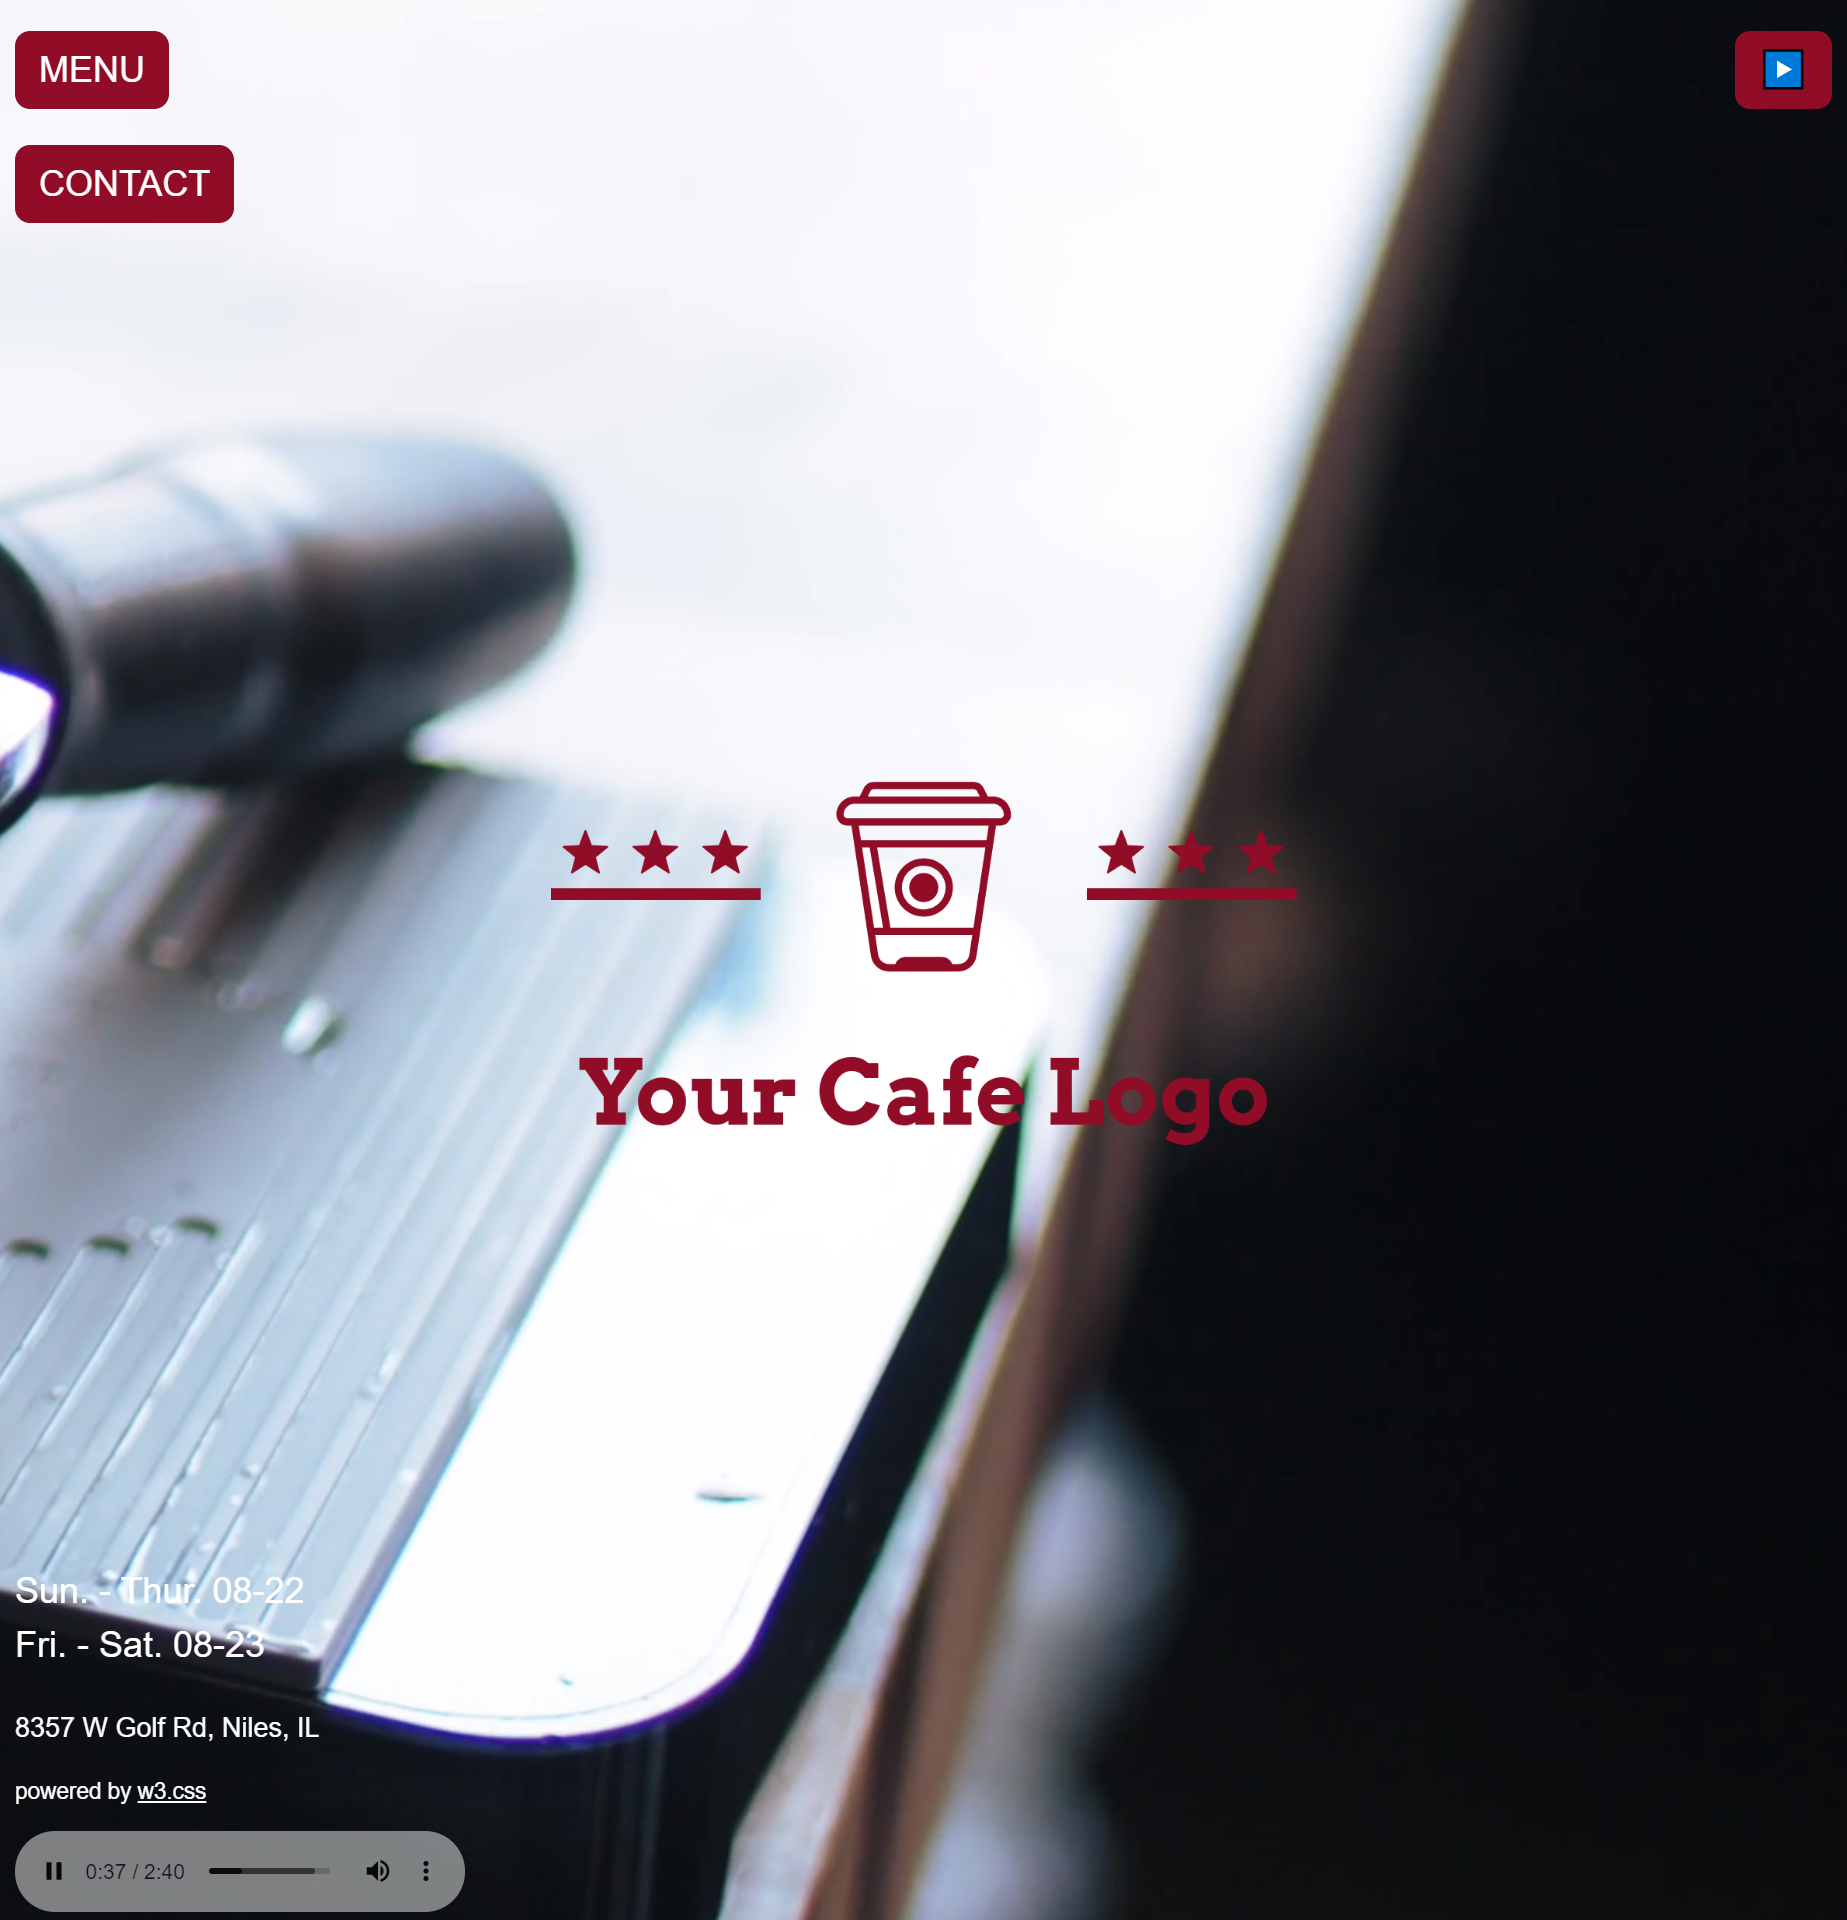 MENU
CONTACT
Your Cafe Logo
Sun. - Thur. 08-22
Fri. - Sat. 08-23
8357 W Golf Rd, Niles, IL
powered by w3.css
0:37 / 2:40